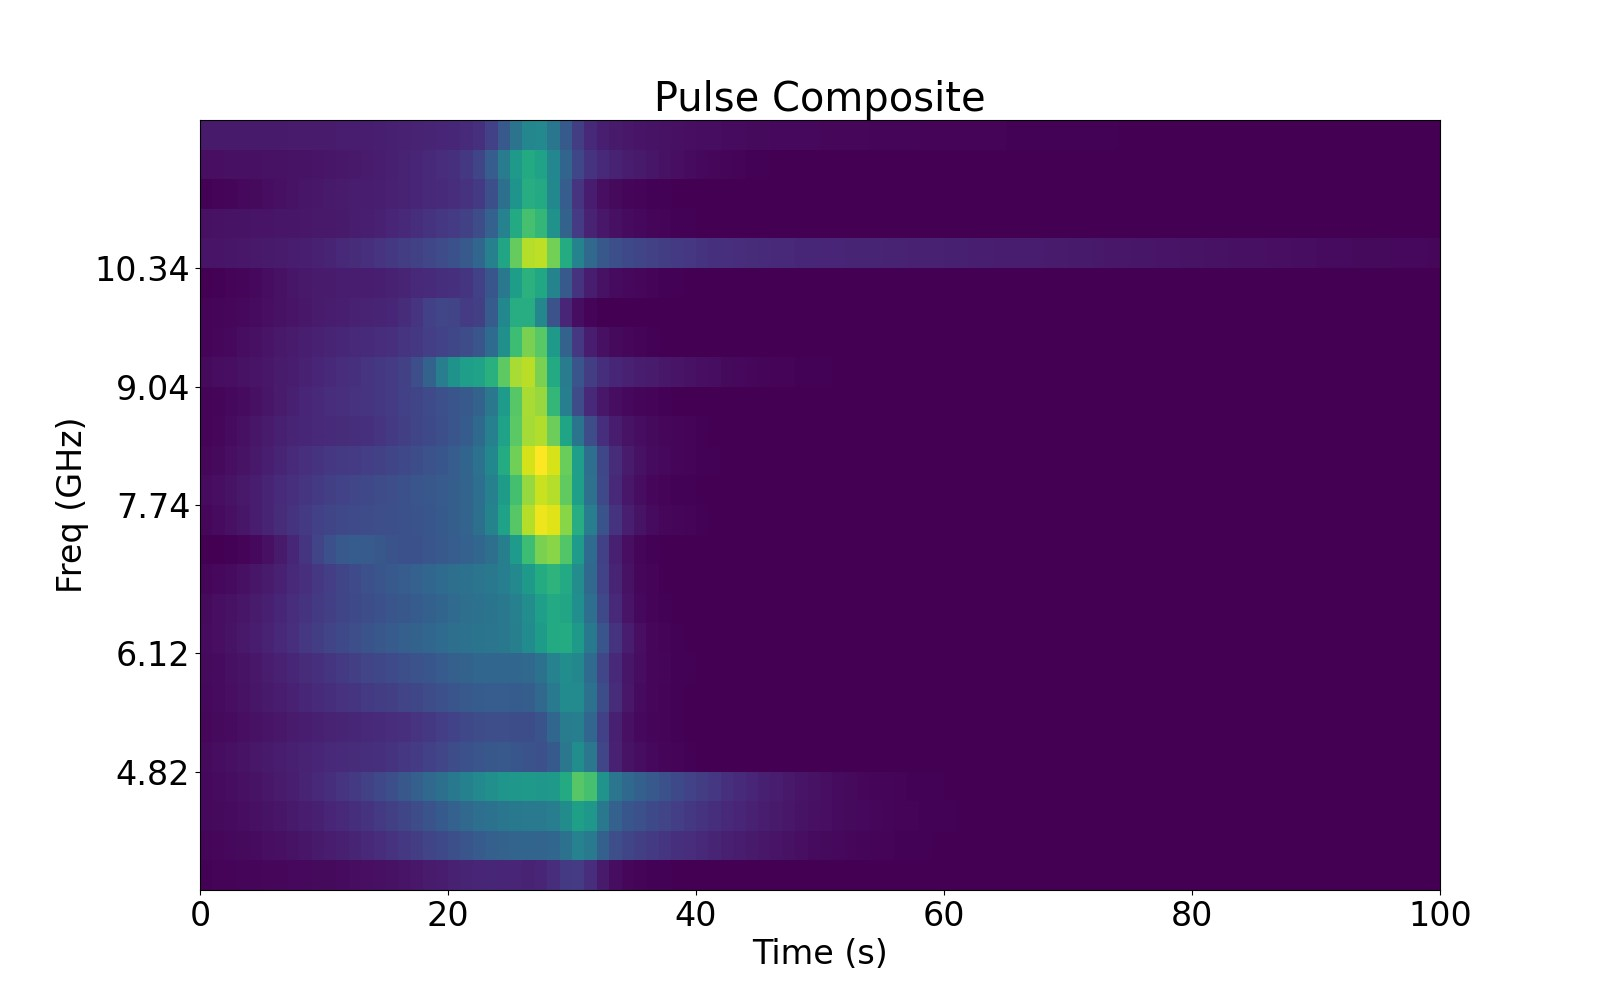 Pulse Composite
10.34
9.04
7.74
6.12
4.82
Freq (GHz)
0 20 40 60 80 100
Time (s)